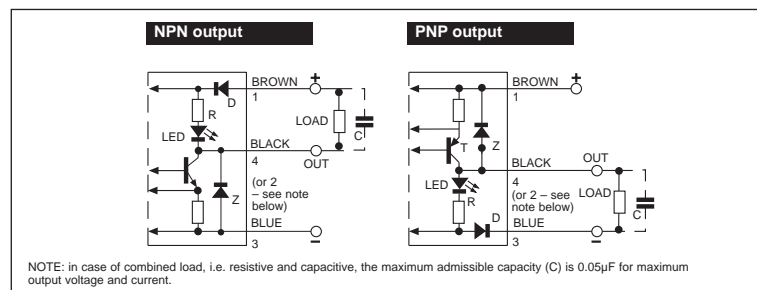 NPN output
PNP output
BROWN
+
1
D
R
LED
LOAD
C
BLACK
4
OUT
(or 2
– see note
below)
Z
BLUE
3
–
BROWN
+
1
T
Z
BLACK
OUT
4
(or 2 – see
note below)
LED
R
LOAD
C
D
BLUE
3
–
NOTE: in case of combined load, i.e. resistive and capacitive, the maximum admissible capacity (C) is 0.05µF for maximum
output voltage and current.